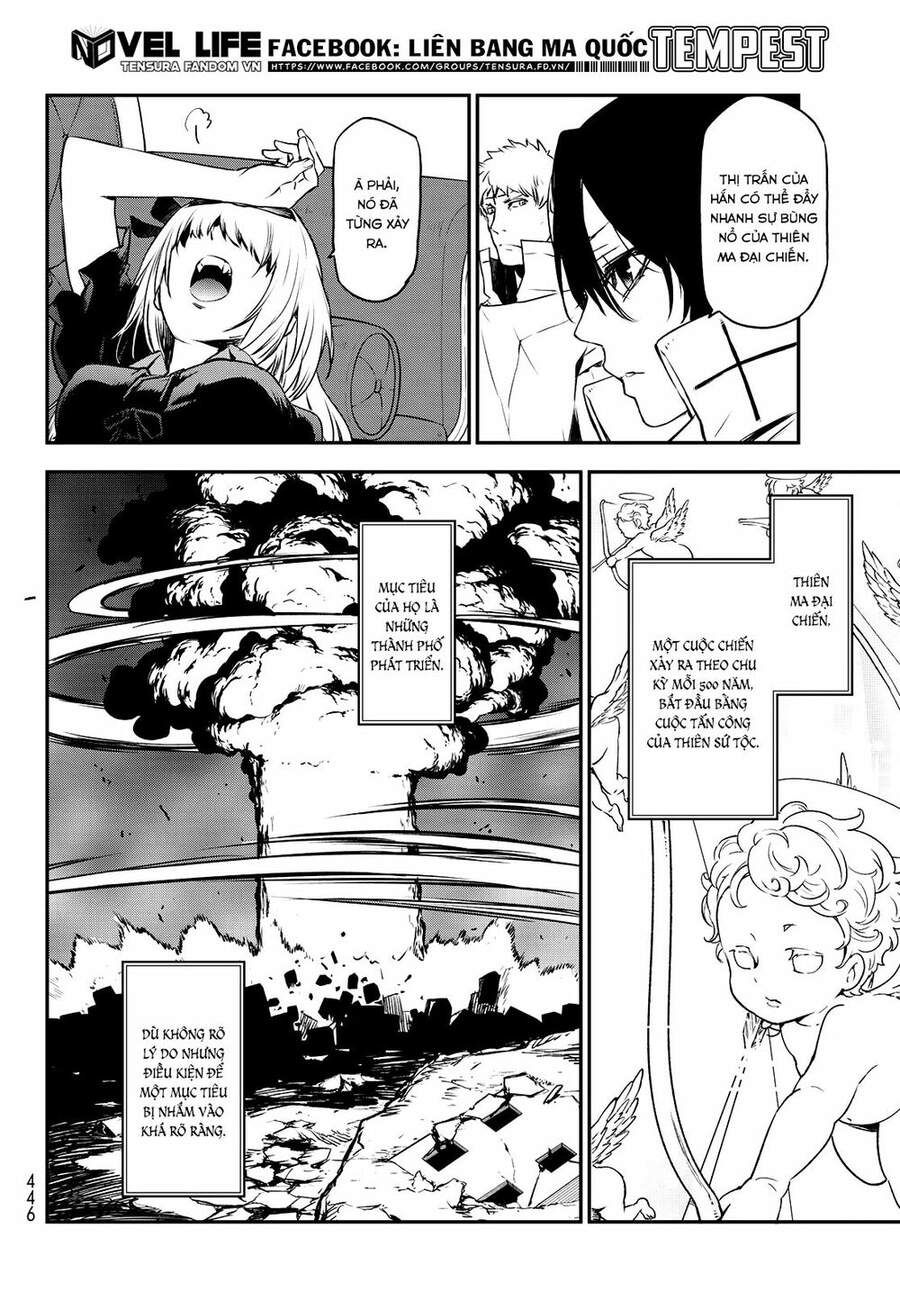 NOVEL LIFE
TENSURA FANDOM VN
FACEBOOK: LIÊN BANG MA QUỐC
HTTPS://WWW.FACEBOOK.COM/GROUPS/TENSURA.FD.VN/
TEMPEST
THỊ TRẤN CỦA
HẮN CÓ THỂ ĐẨY
NHANH SỰ BÙNG
NỔ CỦA THIÊN
MA ĐẠI CHIẾN.
À PHẢI,
NÓ ĐÃ
TỪNG XẢY
RA.
THIÊN
MA ĐẠI
CHIẾN.
MỘT CUỘC CHIẾN
XẢY RA THEO CHU
KỲ MỖI 500 NĂM,
BẮT ĐẦU BẰNG
CUỘC TẤN CÔNG
CỦA THIÊN SỨ TỘC.
MỤC TIÊU
CỦA HỌ LÀ
NHỮNG
THÀNH PHỐ
PHÁT TRIỂN.
DÙ KHÔNG RÕ
LÝ DO NHƯNG
ĐIỀU KIỆN ĐỂ
MỘT MỤC TIÊU
BỊ NHẮM VÀO
KHÁ RÕ RÀNG.
446